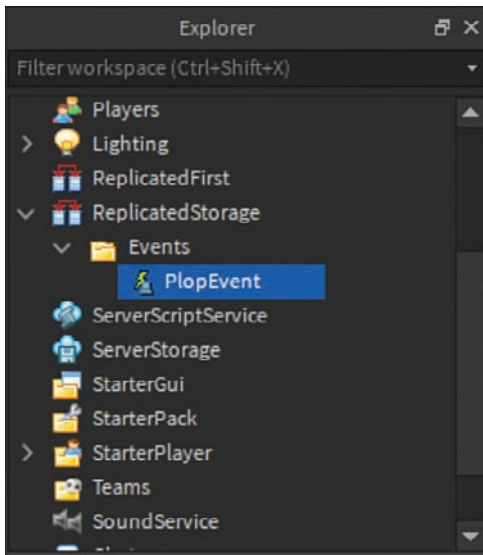 Explorer
Filter workspace (Ctrl+Shift+X)
Players
Lighting
ReplicatedFirst
ReplicatedStorage
Events
PlopEvent
ServerScriptService
ServerStorage
StarterGui
StarterPack
StarterPlayer
Teams
SoundService